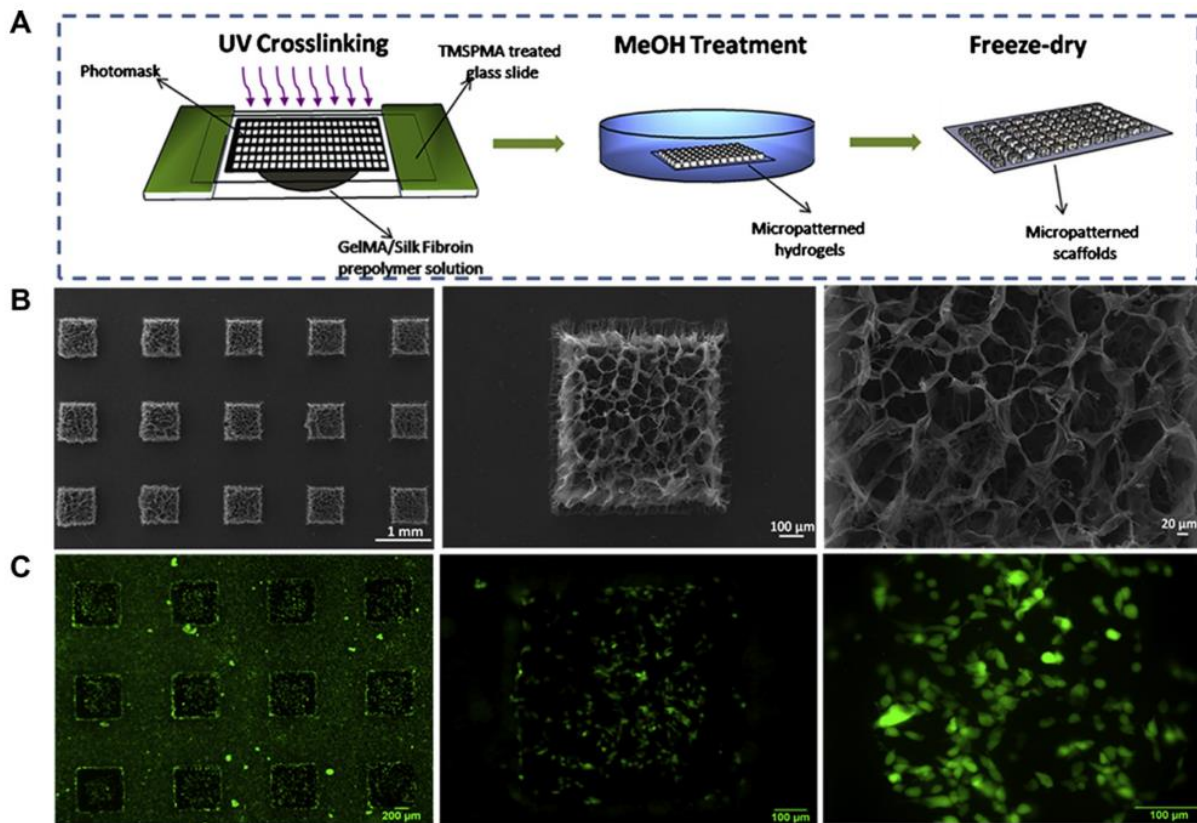 A
UV Crosslinking
MeOH Treatment
Freeze-dry
Photomask
TMSPMA treated
glass slide
GelMA/Silk Fibroin
prepolymer solution
Micropatterned
hydrogels
Micropatterned
scaffolds
B
1 mm
100 µm
20 µm
C
200 µm
100 µm
100 µm